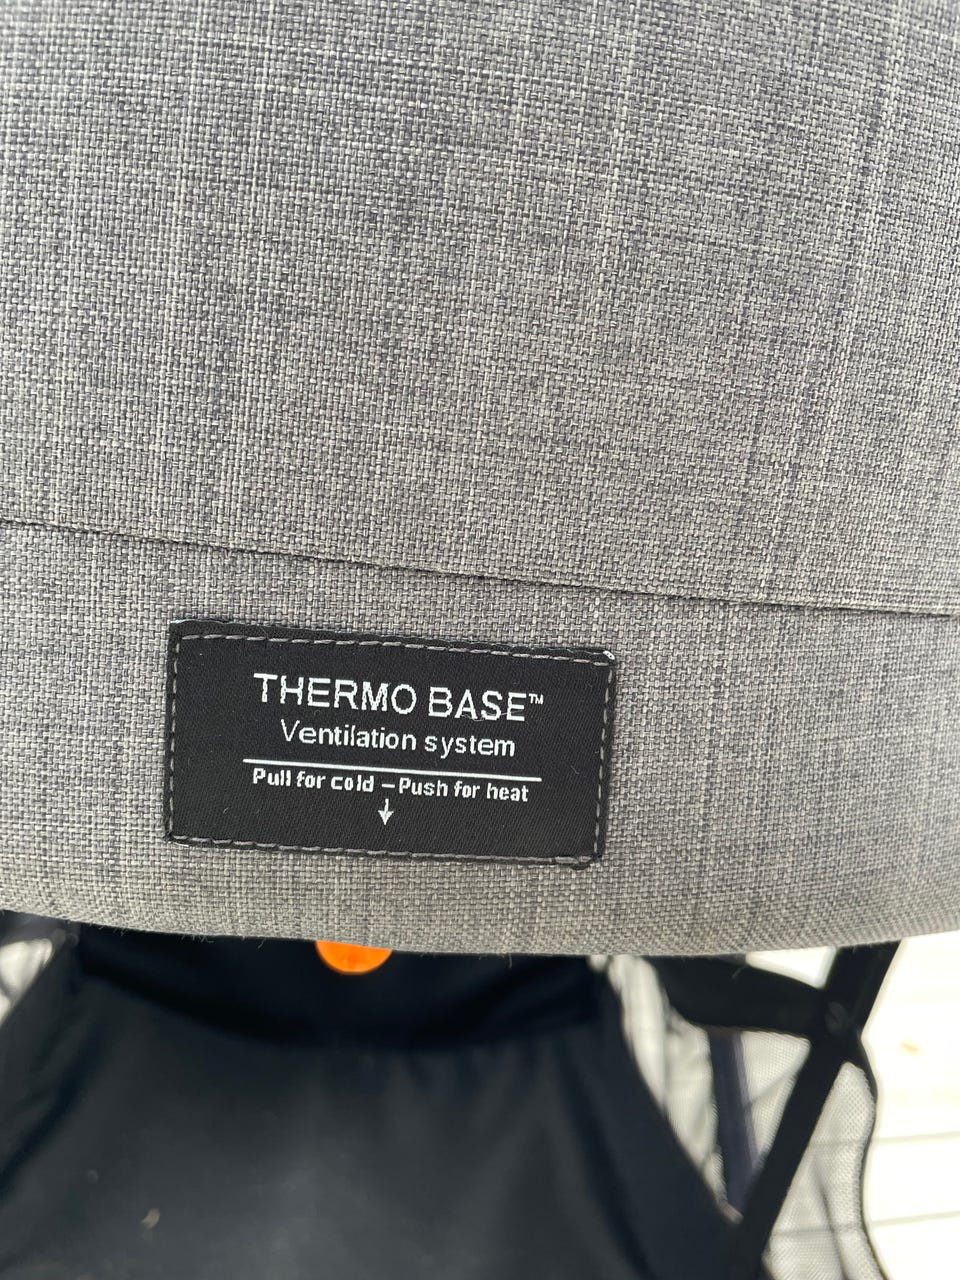 THERMO BASE™
Ventilation system
Pull for cold – Push for heat